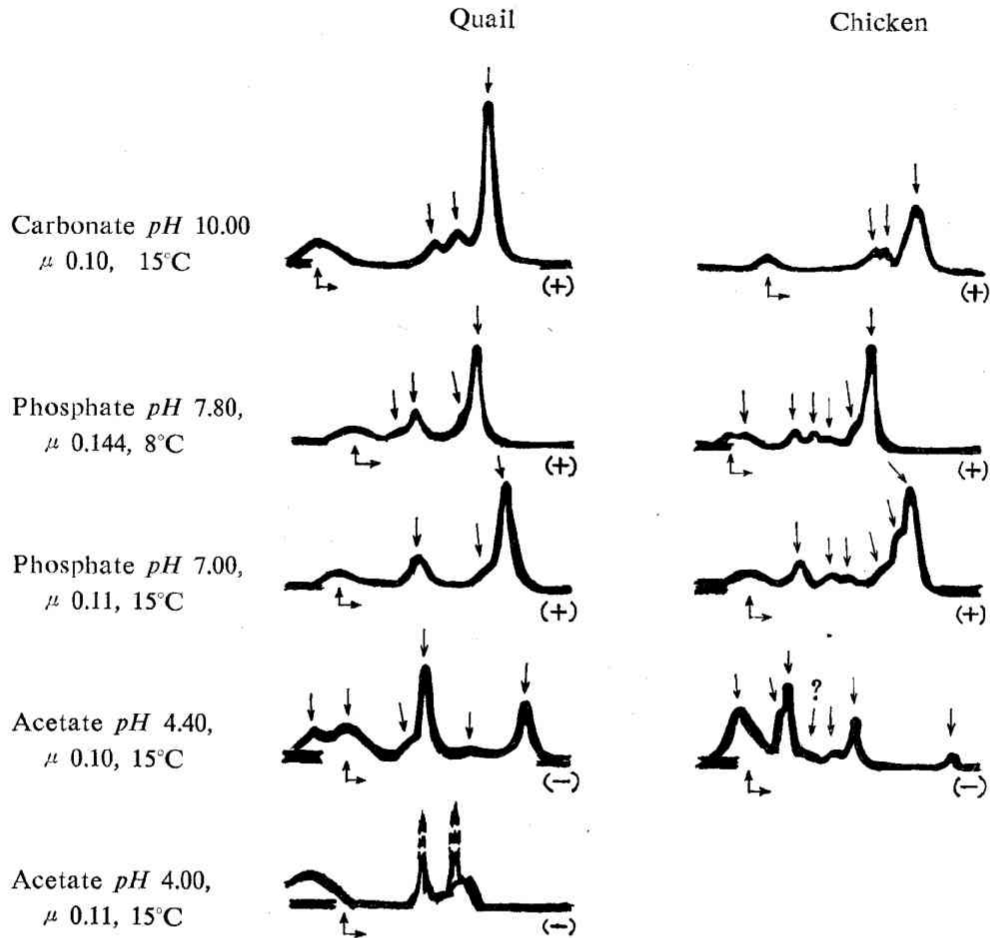 Quail Chicken
Carbonate pH 10.00
μ 0.10, 15°C
(+) (+)
Phosphate pH 7.80,
μ 0.144, 8°C
(+) (+)
Phosphate pH 7.00,
μ 0.11, 15°C
(+) (+)
?
Acetate pH 4.40,
μ 0.10, 15°C
(−) (−)
Acetate pH 4.00,
μ 0.11, 15°C